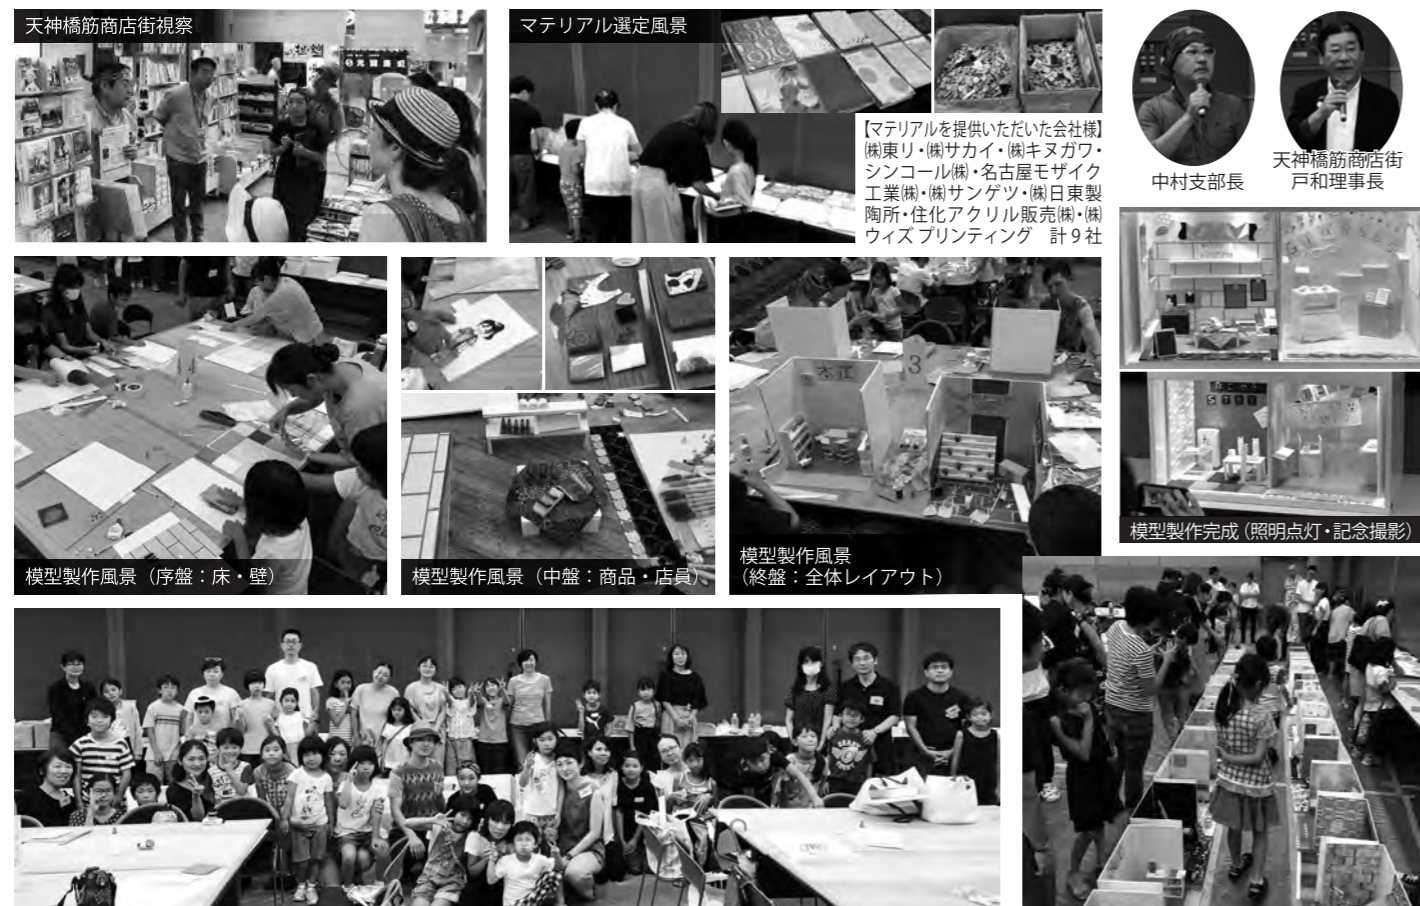 天神橋筋商店街視察
マテリアル選定風景
【マテリアルを提供いただいた会社様】
㈱東リ・㈱サカイ・㈱キヌガワ・
シンコール㈱・名古屋モザイク
工業㈱・㈱サンゲツ・㈱日東製
陶所・住化アクリル販売㈱・㈱
ウィズ プリンティング　計９社
中村支部長
天神橋筋商店街
戸和理事長
模型製作風景（序盤：床・壁）
模型製作風景（中盤：商品・店員）
本屋
3
模型製作風景
（終盤：全体レイアウト）
STAY
模型製作完成（照明点灯・記念撮影）